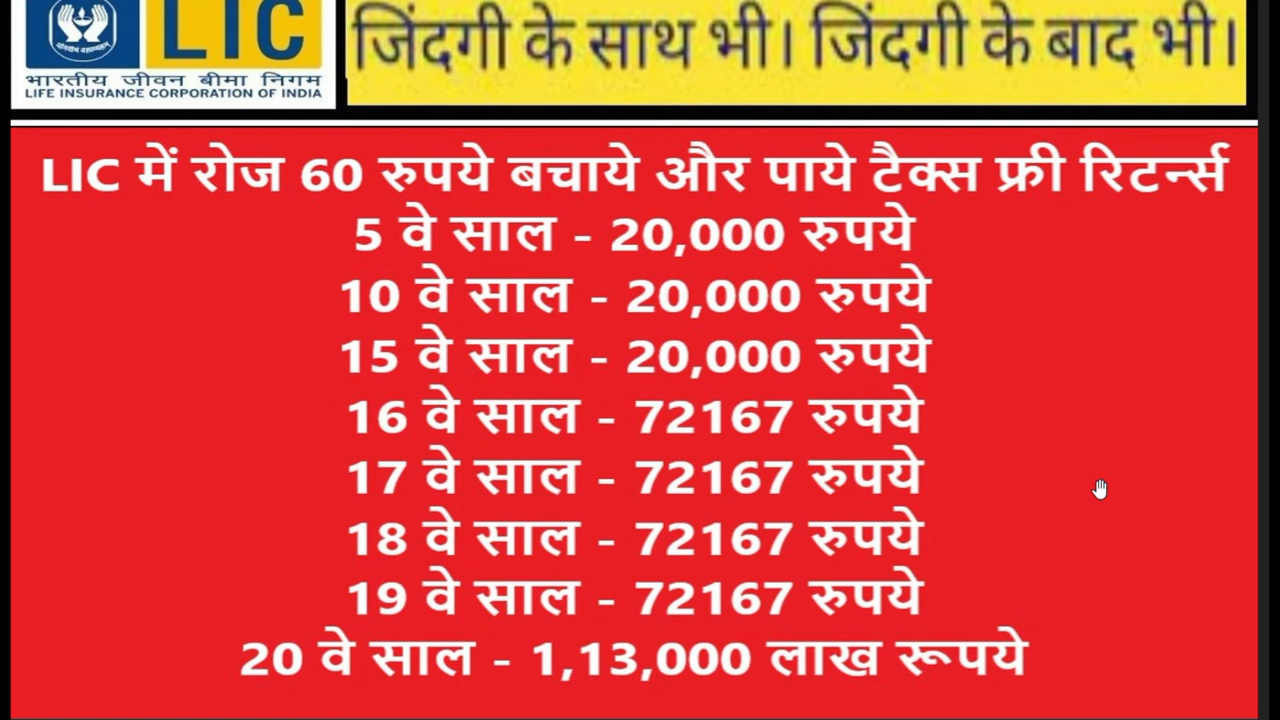 LIC
भारतीय जीवन बीमा निगम
LIFE INSURANCE CORPORATION OF INDIA
जिंदगी के साथ भी। जिंदगी के बाद भी।
LIC में रोज 60 रुपये बचाये और पाये टैक्स फ्री रिटर्न्स
5 वे साल - 20,000 रुपये
10 वे साल - 20,000 रुपये
15 वे साल - 20,000 रुपये
16 वे साल - 72167 रुपये
17 वे साल - 72167 रुपये
18 वे साल - 72167 रुपये
19 वे साल - 72167 रुपये
20 वे साल - 1,13,000 लाख रूपये